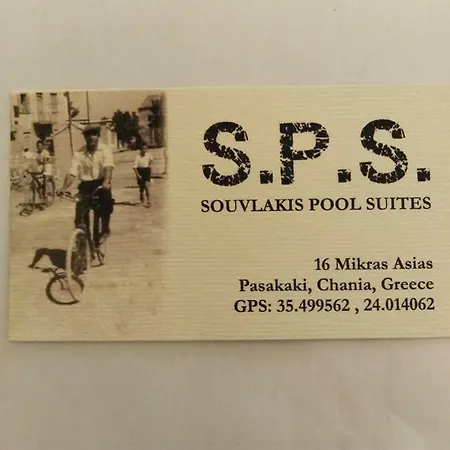 S.P.S.
SOUVLAKIS POOL SUITES
16 Mikras Asias
Pasakaki, Chania, Greece
GPS: 35.499562 , 24.014062